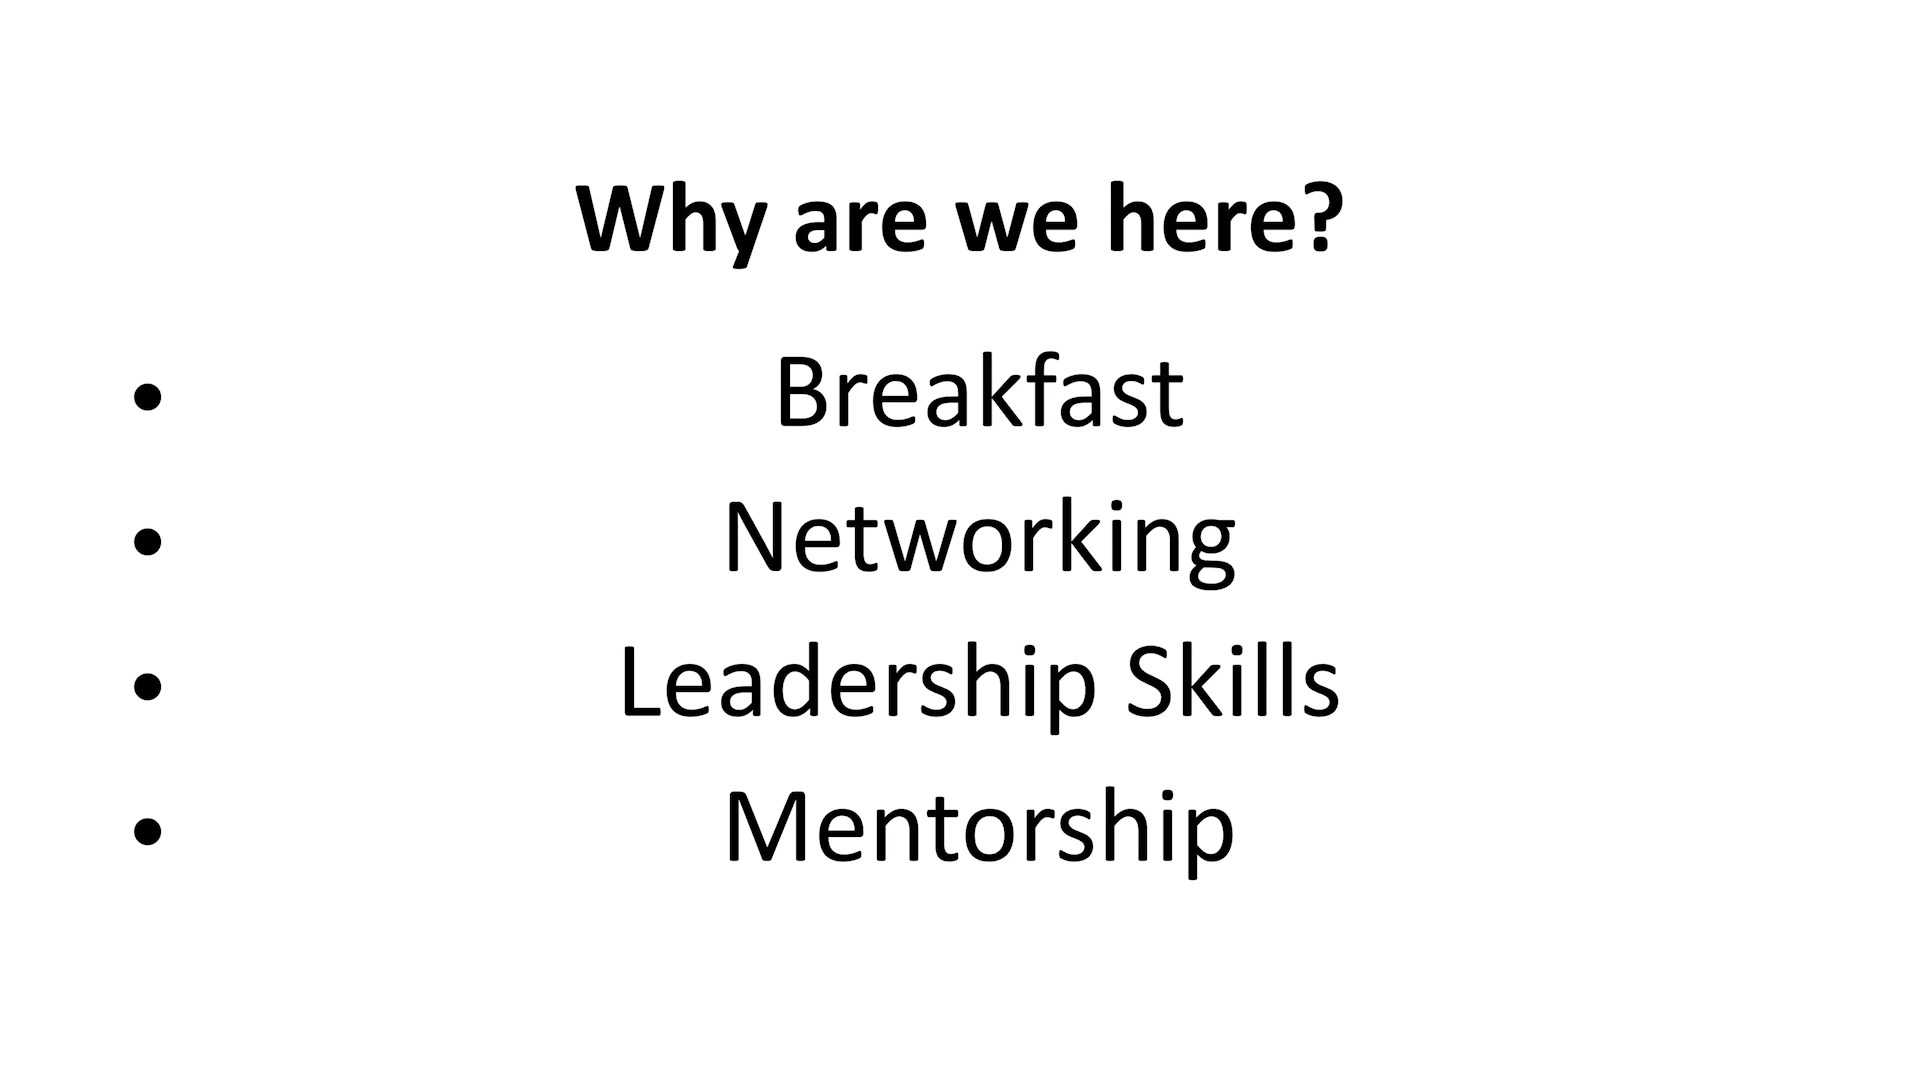 Why are we here?
• Breakfast
• Networking
• Leadership Skills
• Mentorship